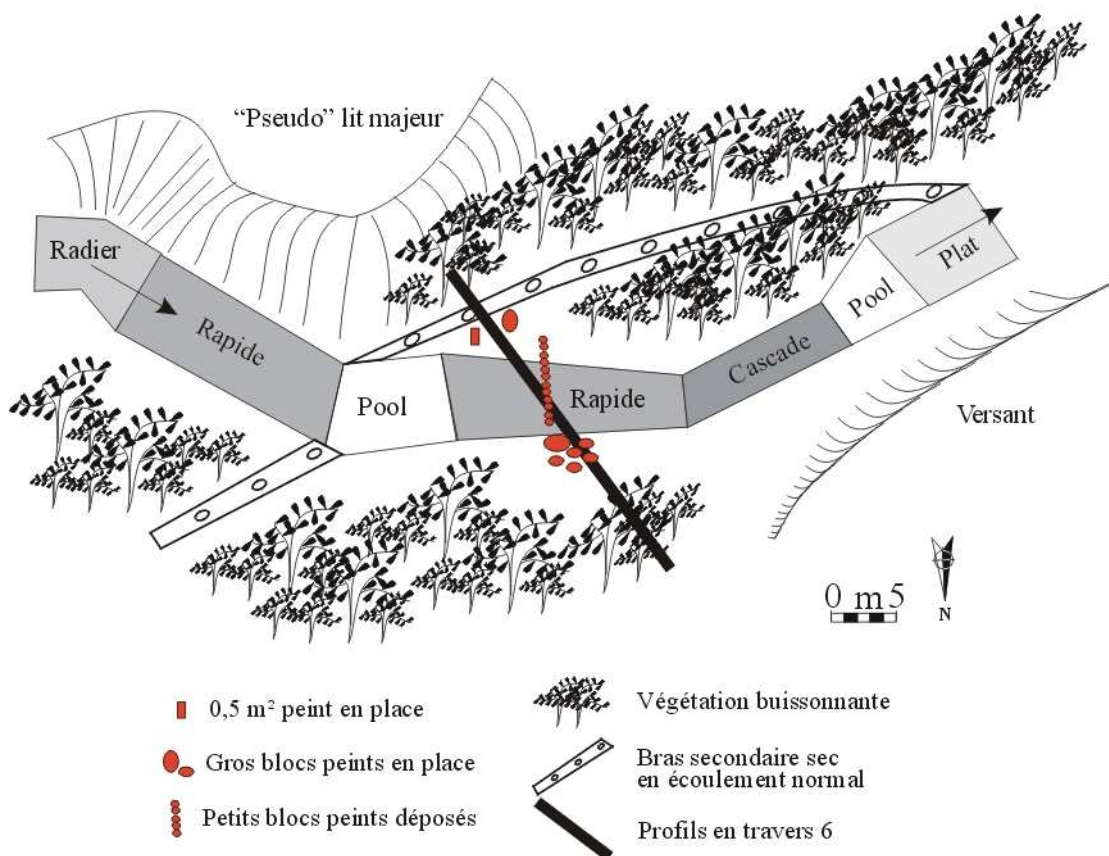 “Pseudo” lit majeur
Radier
Rapide
Pool
Rapide
Cascade
Pool
Plat
Versant
0 m 5
N
0,5 m² peint en place
Gros blocs peints en place
Petits blocs peints déposés
Végétation buissonnante
Bras secondaire sec
en écoulement normal
Profils en travers 6